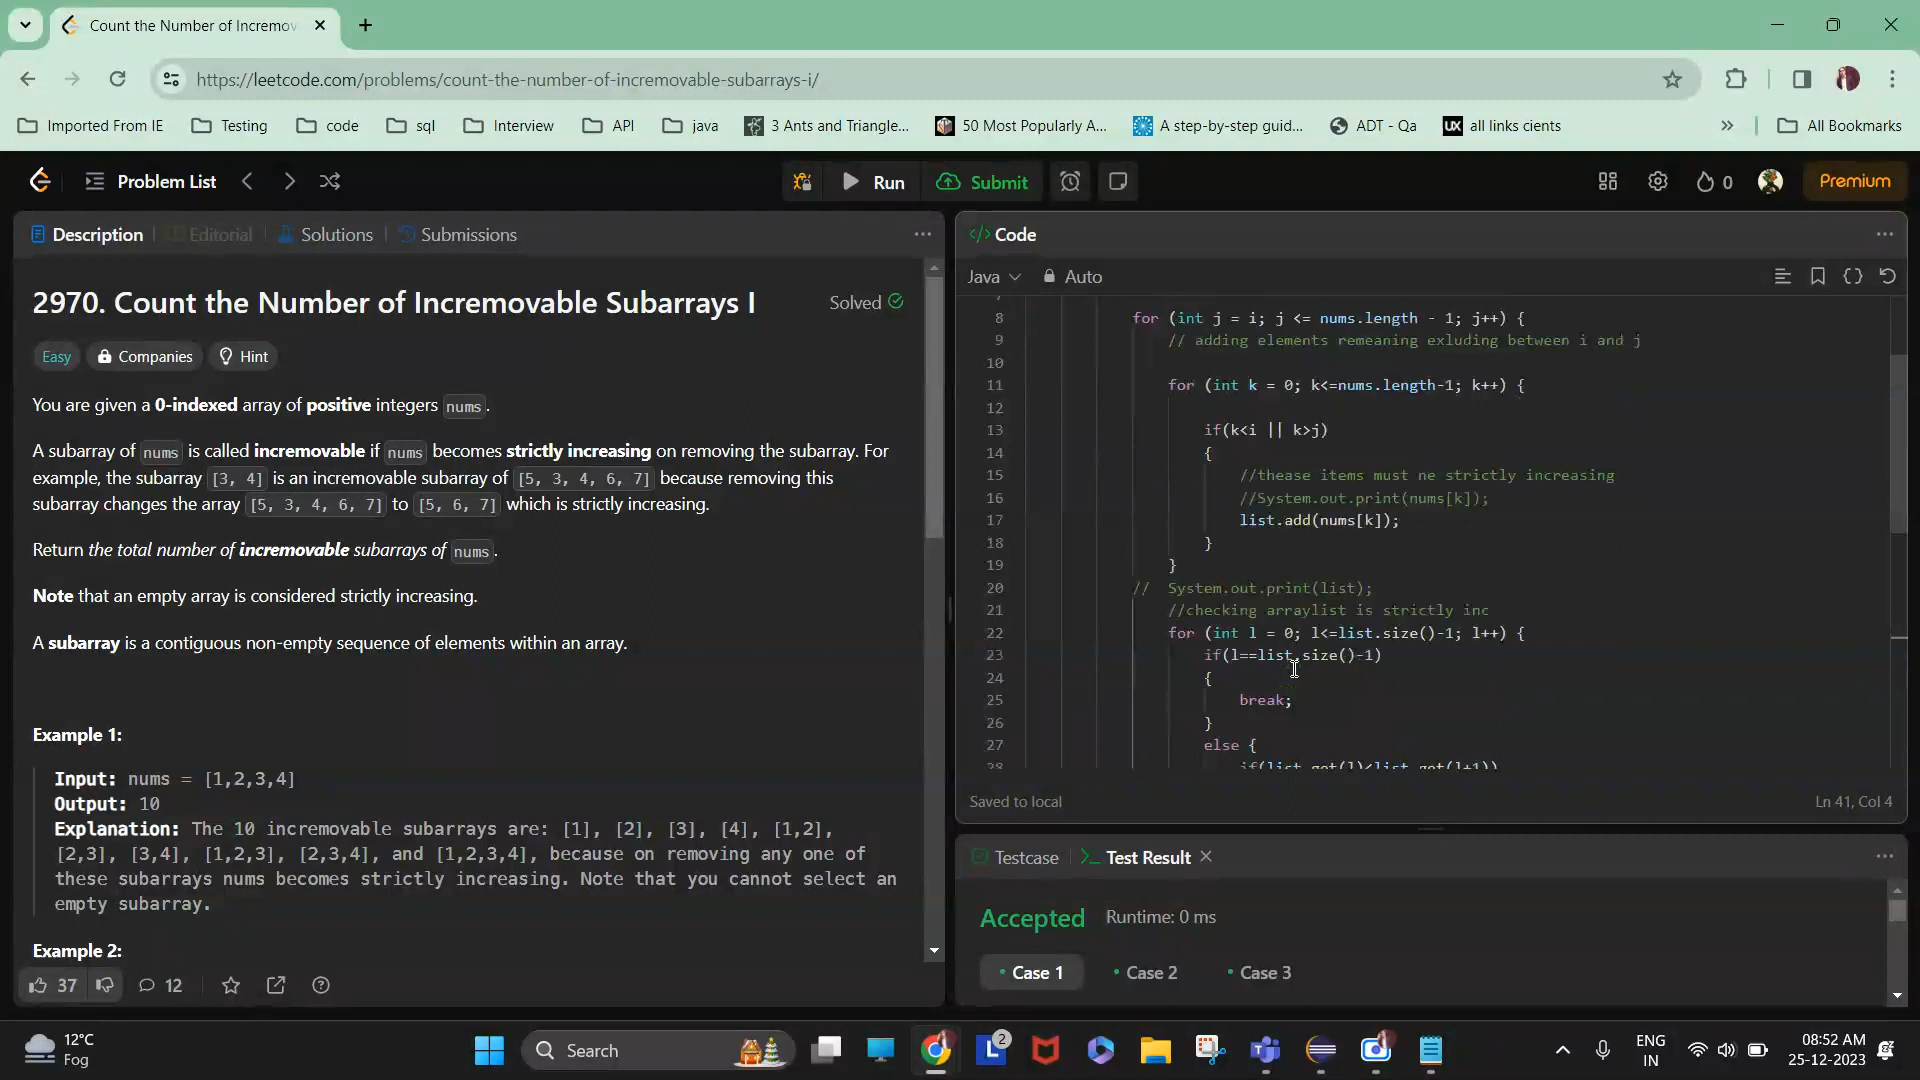 Count the Number of Incremov
https://leetcode.com/problems/count-the-number-of-incremovable-subarrays-i/
Imported From IE Testing code sql Interview API java 3 Ants and Triangle... 50 Most Popularly A... A step-by-step guid... ADT - Qa UX all links cients » All Bookmarks
Problem List Run Submit 0 Premium
Description Editorial Solutions Submissions ...
2970. Count the Number of Incremovable Subarrays I Solved
Easy Companies Hint
You are given a 0-indexed array of positive integers nums.
A subarray of nums is called incremovable if nums becomes strictly increasing on removing the subarray. For
example, the subarray [3, 4] is an incremovable subarray of [5, 3, 4, 6, 7] because removing this
subarray changes the array [5, 3, 4, 6, 7] to [5, 6, 7] which is strictly increasing.
Return the total number of incremovable subarrays of nums.
Note that an empty array is considered strictly increasing.
A subarray is a contiguous non-empty sequence of elements within an array.
Example 1:
Input: nums = [1,2,3,4]
Output: 10
Explanation: The 10 incremovable subarrays are: [1], [2], [3], [4], [1,2],
[2,3], [3,4], [1,2,3], [2,3,4], and [1,2,3,4], because on removing any one of
these subarrays nums becomes strictly increasing. Note that you cannot select an
empty subarray.
Example 2:
37 12
</> Code ...
Java Auto {}
8 for (int j = i; j <= nums.length - 1; j++) {
9 // adding elements remeaning exluding between i and j
10
11 for (int k = 0; k<=nums.length-1; k++) {
12
13 if(k<i || k>j)
14 {
15 //thease items must ne strictly increasing
16 //System.out.print(nums[k]);
17 list.add(nums[k]);
18 }
19 }
20 // System.out.print(list);
21 //checking arraylist is strictly inc
22 for (int l = 0; l<=list.size()-1; l++) {
23 if(l==list.size()-1)
24 {
25 break;
26 }
27 else {
28 if(list.get(l)<list.get(l+1))
Saved to local Ln 41, Col 4
Testcase Test Result ...
Accepted Runtime: 0 ms
Case 1 Case 2 Case 3
12°C
Fog
Search
L 2
ENG
IN
08:52 AM
25-12-2023